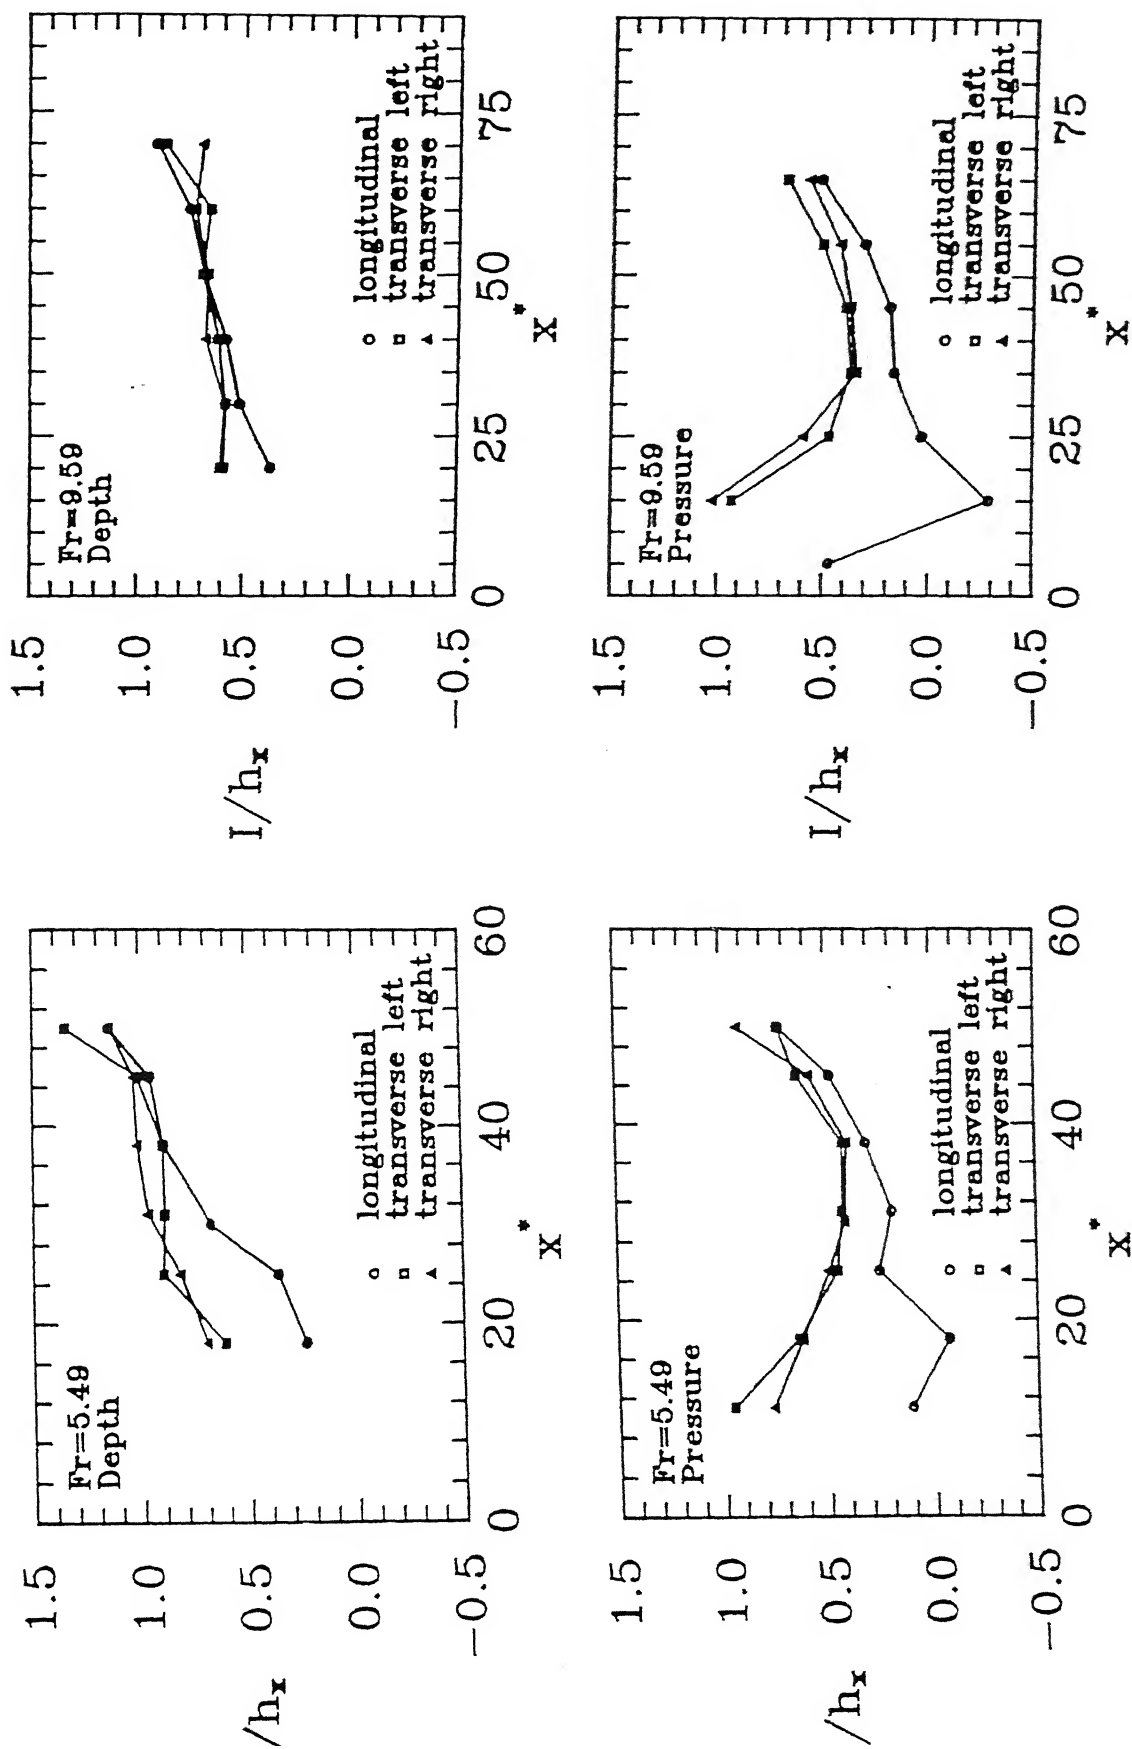 Fr=5.49
Depth
1.5
1.0
0.5
0.0
−0.5
/hx
0 20 40 60
x*
longitudinal
transverse left
transverse right
Fr=9.59
Depth
1.5
1.0
0.5
0.0
−0.5
I/hx
0 25 50 75
x*
longitudinal
transverse left
transverse right
Fr=5.49
Pressure
1.5
1.0
0.5
0.0
−0.5
/hx
0 20 40 60
x*
longitudinal
transverse left
transverse right
Fr=9.59
Pressure
1.5
1.0
0.5
0.0
−0.5
I/hx
0 25 50 75
x*
longitudinal
transverse left
transverse right